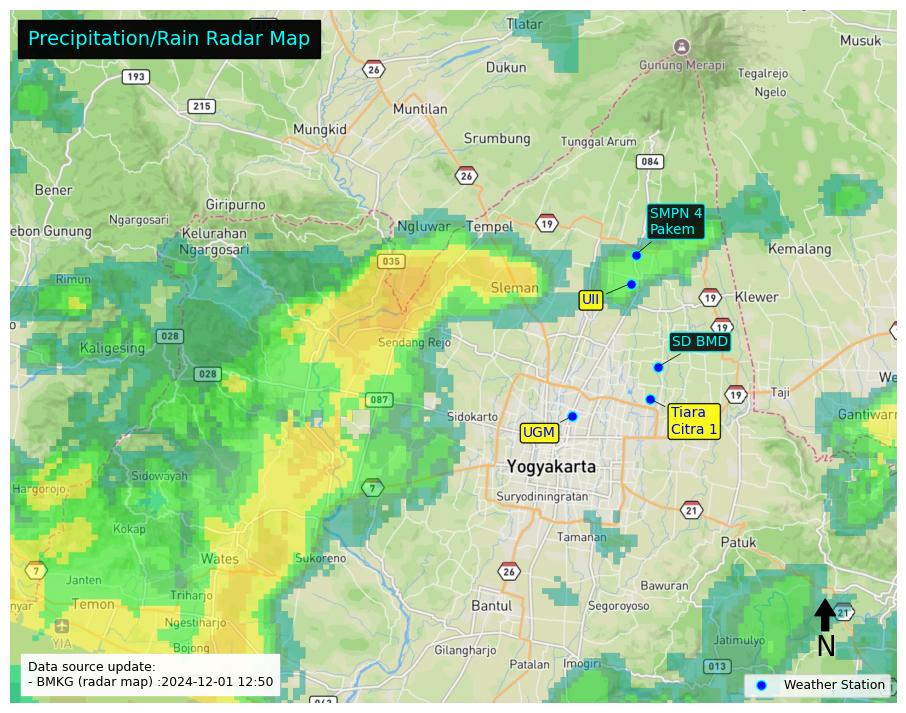 Precipitation/Rain Radar Map
Tlatar
Musuk
26
Gunung Merapi
193
Dukun
Tegalrejo
Ngelo
215
Muntilan
Mungkid
Srumbung
Tunggal Arum
084
26
Bener
Giripurno
Ngargosari
SMPN 4
Pakem
ebon Gunung
Kelurahan
Ngargosari
Ngluwar
Tempel
19
Kemalang
035
Rimun
Sleman
UII
19
Klewer
19
028
Sendang Rejo
SD BMD
Kaligesing
028
087
19
Taji
We
Sidokarto
Tiara
Citra 1
Gantiwarn
UGM
Yogyakarta
Sidowayah
Hargorojo
7
Suryodiningratan
21
Kokap
Tamanan
Patuk
Wates
Sukoreno
7
26
Janten
Bawuran
nyar
Temon
Triharjo
Bantul
Segoroyoso
21
Ngestiharjo
YIA
Jatimulyo
N
Bojong
Gilangharjo
Patalan
Imogiri
013
Data source update:
- BMKG (radar map) :2024-12-01 12:50
Weather Station